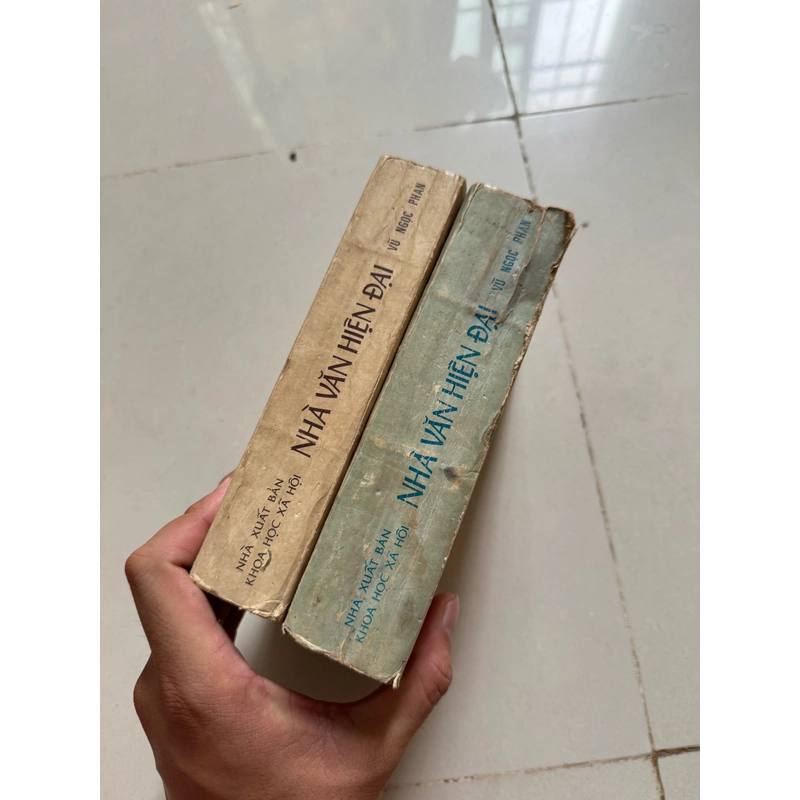 NHÀ XUẤT BẢN
KHOA HỌC XÃ HỘI
NHÀ VĂN HIỆN ĐẠI
VŨ NGỌC PHAN
NHÀ XUẤT BẢN
KHOA HỌC XÃ HỘI
NHÀ VĂN HIỆN ĐẠI
VŨ NGỌC PHAN